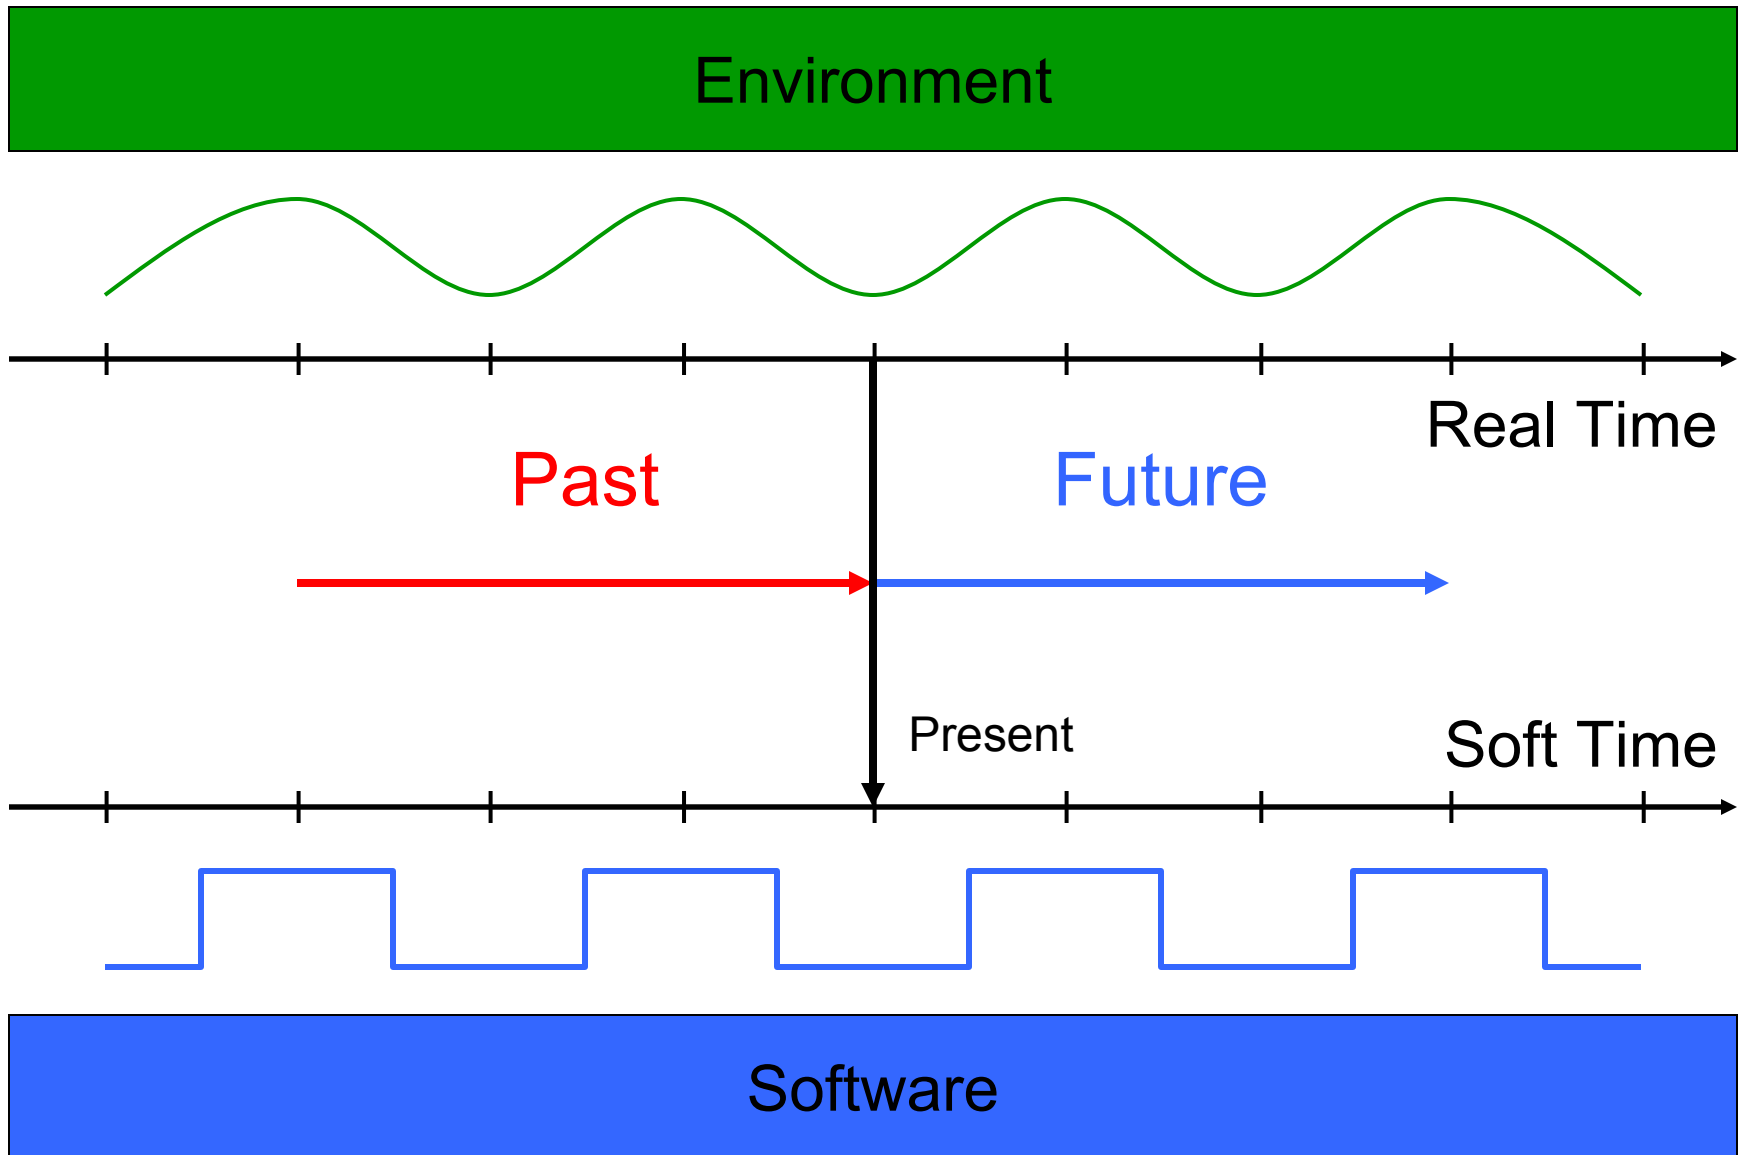 Environment
Real Time
Past
Future
Present
Soft Time
Software